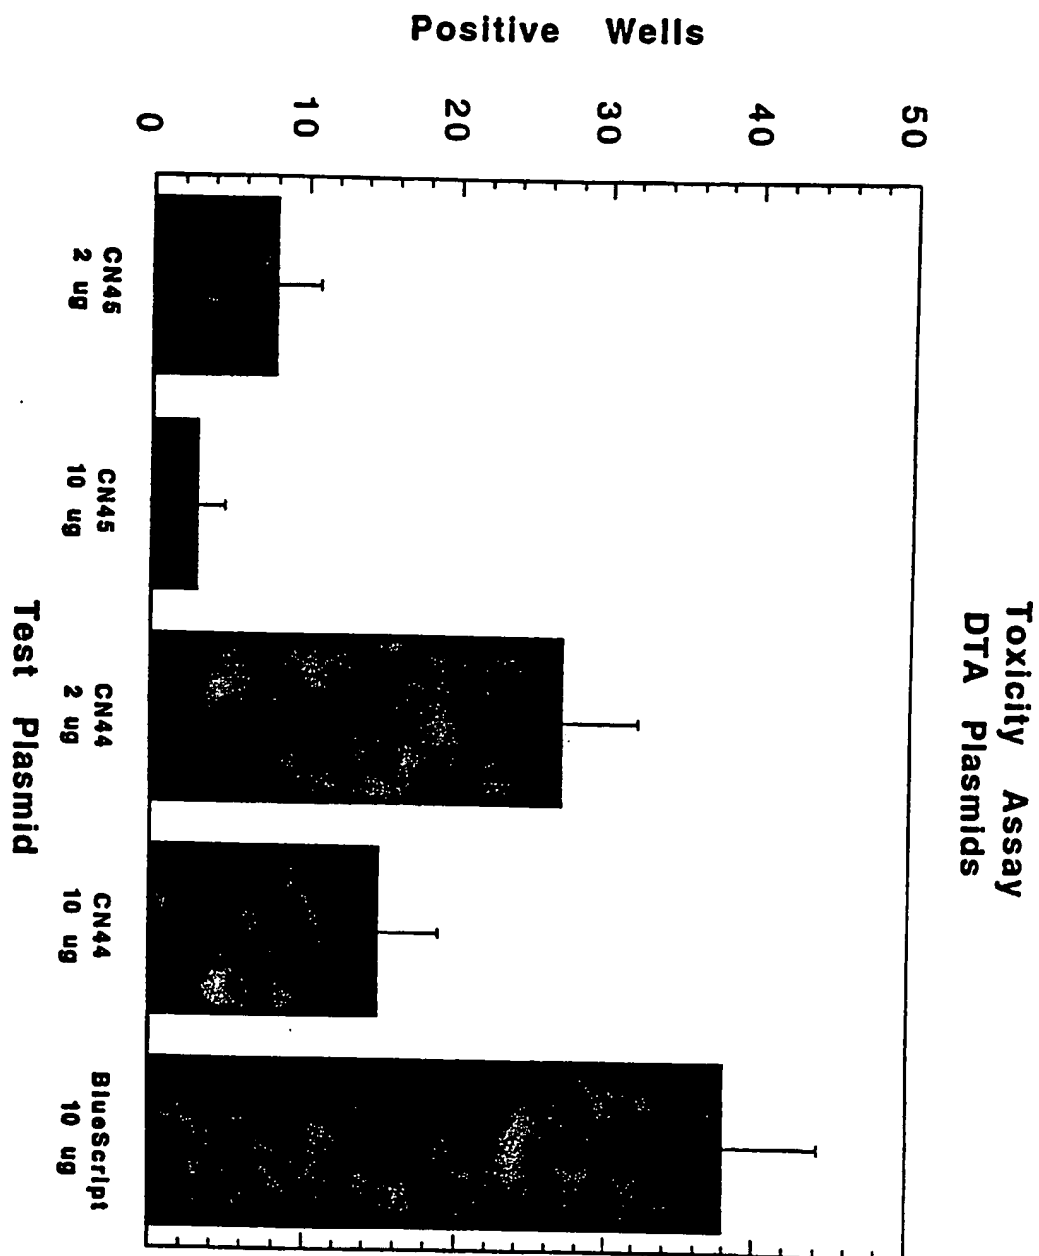 Toxicity Assay
DTA Plasmids
Positive Wells
50
40
30
20
10
0
CN45
2 ug
CN45
10 ug
CN44
2 ug
CN44
10 ug
BlueScript
10 ug
Test Plasmid